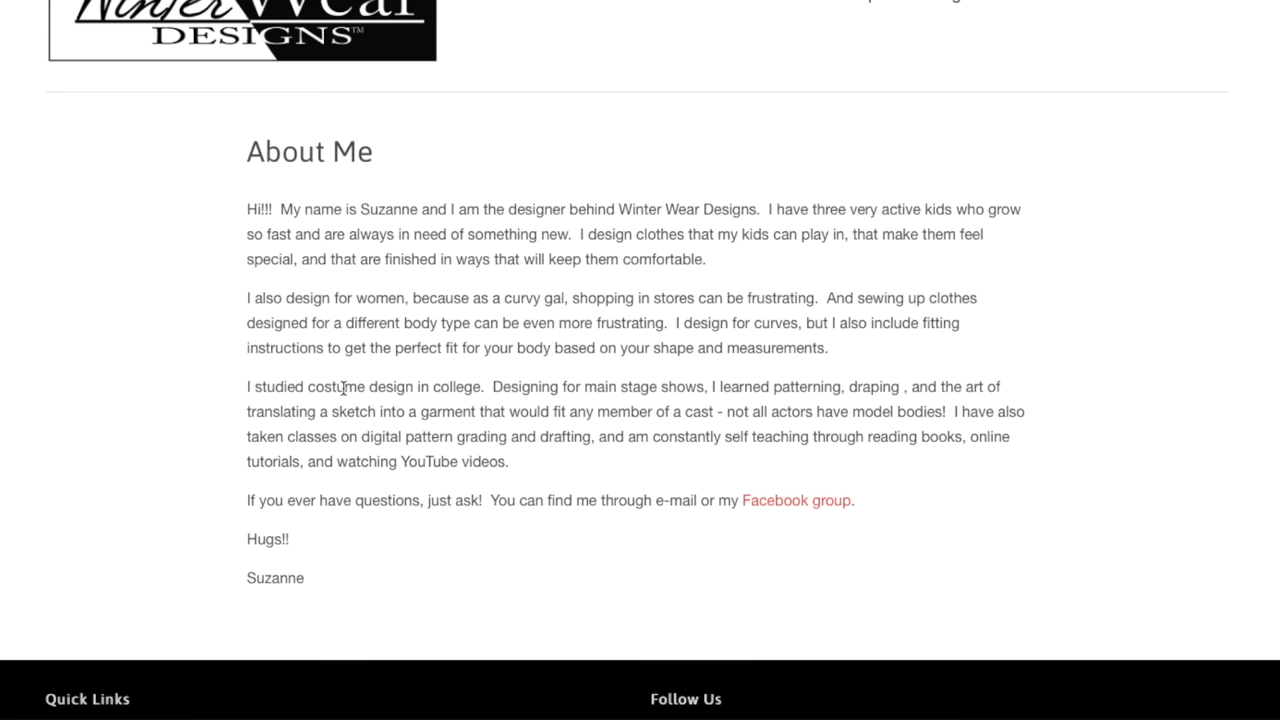 Winter Wear
DESIGNS™
About Me
Hi!!!  My name is Suzanne and I am the designer behind Winter Wear Designs.  I have three very active kids who grow
so fast and are always in need of something new.  I design clothes that my kids can play in, that make them feel
special, and that are finished in ways that will keep them comfortable.
I also design for women, because as a curvy gal, shopping in stores can be frustrating.  And sewing up clothes
designed for a different body type can be even more frustrating.  I design for curves, but I also include fitting
instructions to get the perfect fit for your body based on your shape and measurements.
I studied costume design in college.  Designing for main stage shows, I learned patterning, draping , and the art of
translating a sketch into a garment that would fit any member of a cast - not all actors have model bodies!  I have also
taken classes on digital pattern grading and drafting, and am constantly self teaching through reading books, online
tutorials, and watching YouTube videos.
If you ever have questions, just ask!  You can find me through e-mail or my Facebook group.
Hugs!!
Suzanne
Quick Links
Follow Us